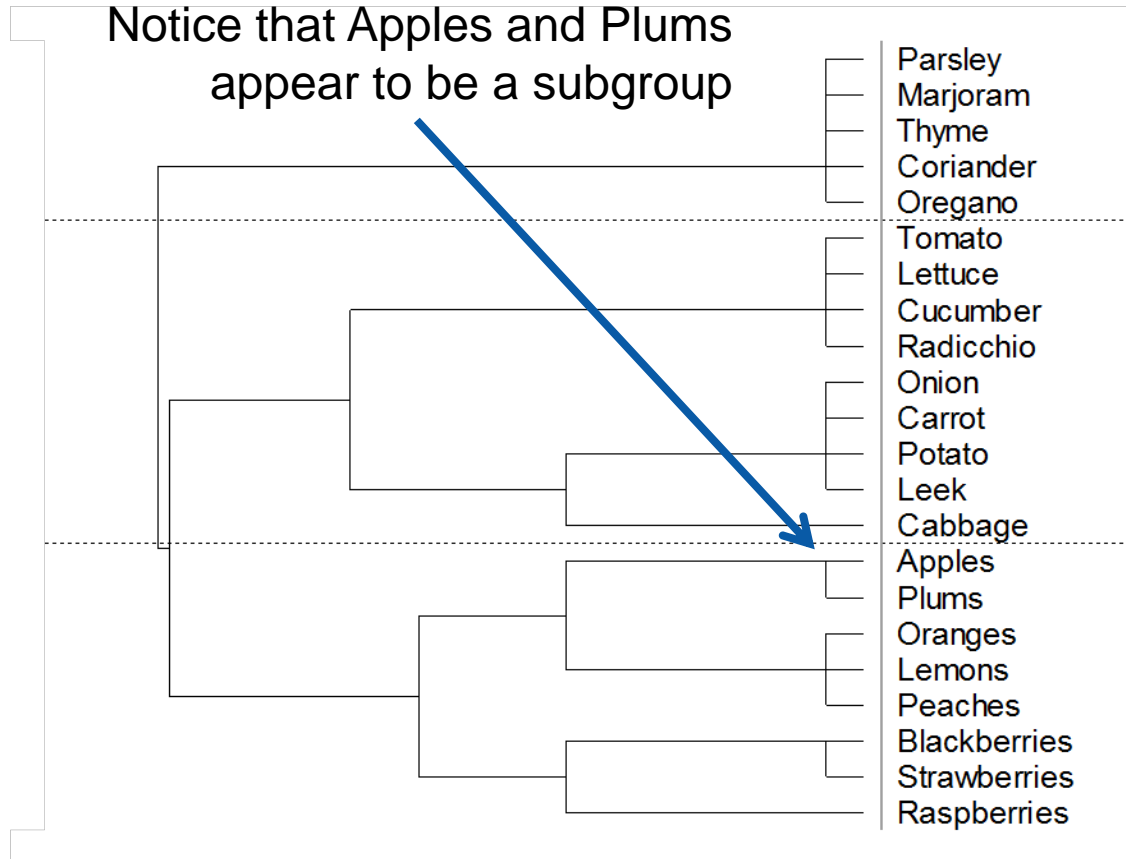 Notice that Apples and Plums
appear to be a subgroup
Parsley
Marjoram
Thyme
Coriander
Oregano
Tomato
Lettuce
Cucumber
Radicchio
Onion
Carrot
Potato
Leek
Cabbage
Apples
Plums
Oranges
Lemons
Peaches
Blackberries
Strawberries
Raspberries